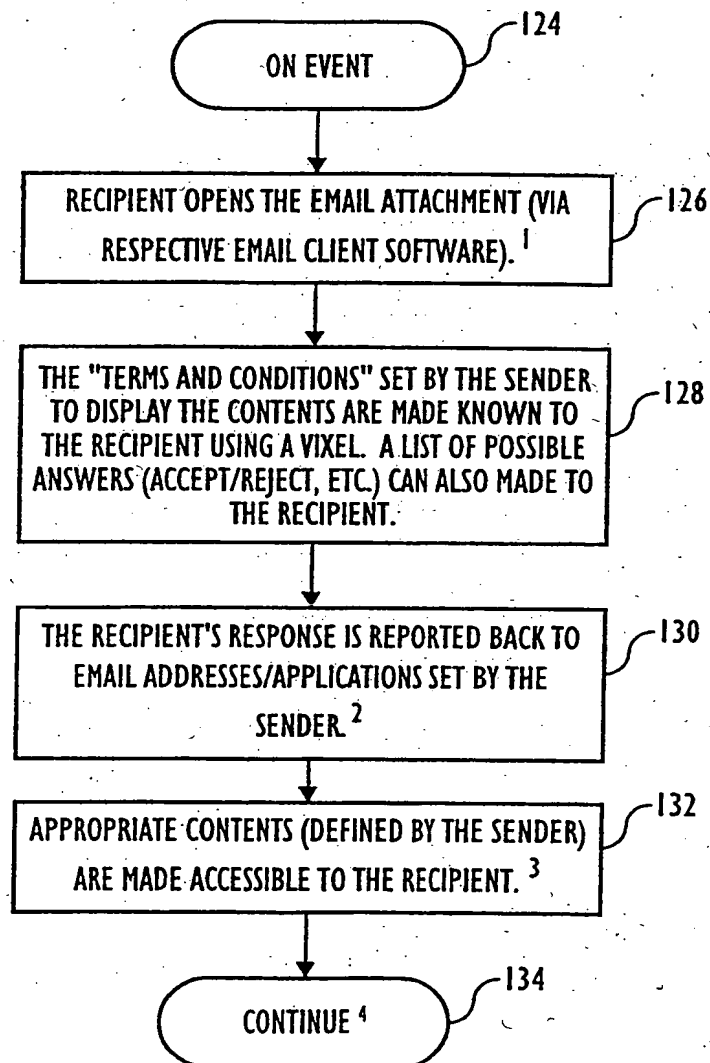 124
ON EVENT
126
RECIPIENT OPENS THE EMAIL ATTACHMENT (VIA
RESPECTIVE EMAIL CLIENT SOFTWARE). 1
128
THE "TERMS AND CONDITIONS" SET BY THE SENDER
TO DISPLAY THE CONTENTS ARE MADE KNOWN TO
THE RECIPIENT USING A VIXEL. A LIST OF POSSIBLE
ANSWERS (ACCEPT/REJECT, ETC.) CAN ALSO MADE TO
THE RECIPIENT.
130
THE RECIPIENT'S RESPONSE IS REPORTED BACK TO
EMAIL ADDRESSES/APPLICATIONS SET BY THE
SENDER. 2
132
APPROPRIATE CONTENTS (DEFINED BY THE SENDER)
ARE MADE ACCESSIBLE TO THE RECIPIENT. 3
134
CONTINUE 4